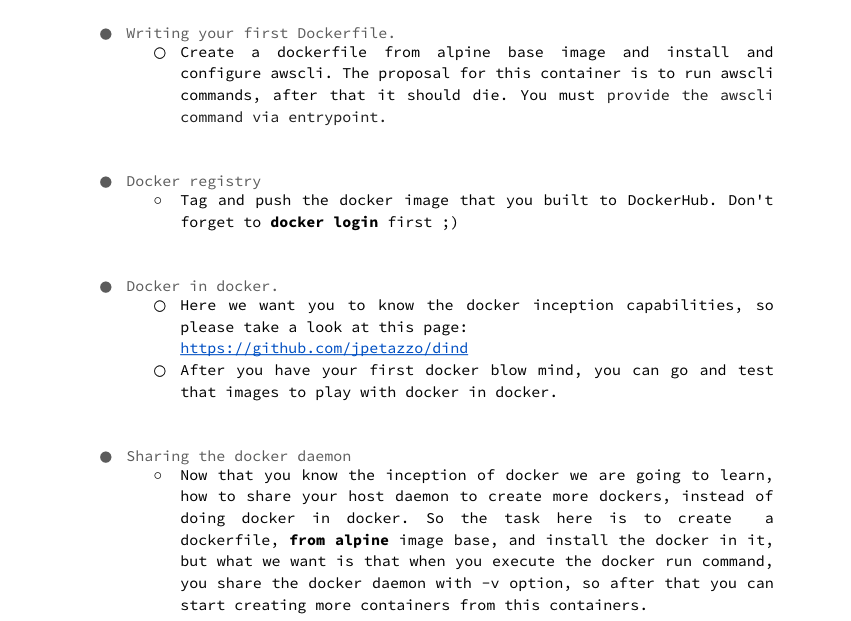 ● Writing your first Dockerfile.
○ Create a dockerfile from alpine base image and install and
configure awscli. The proposal for this container is to run awscli
commands, after that it should die. You must provide the awscli
command via entrypoint.
● Docker registry
○ Tag and push the docker image that you built to DockerHub. Don't
forget to docker login first ;)
● Docker in docker.
○ Here we want you to know the docker inception capabilities, so
please take a look at this page:
https://github.com/jpetazzo/dind
○ After you have your first docker blow mind, you can go and test
that images to play with docker in docker.
● Sharing the docker daemon
○ Now that you know the inception of docker we are going to learn,
how to share your host daemon to create more dockers, instead of
doing docker in docker. So the task here is to create a
dockerfile, from alpine image base, and install the docker in it,
but what we want is that when you execute the docker run command,
you share the docker daemon with -v option, so after that you can
start creating more containers from this containers.